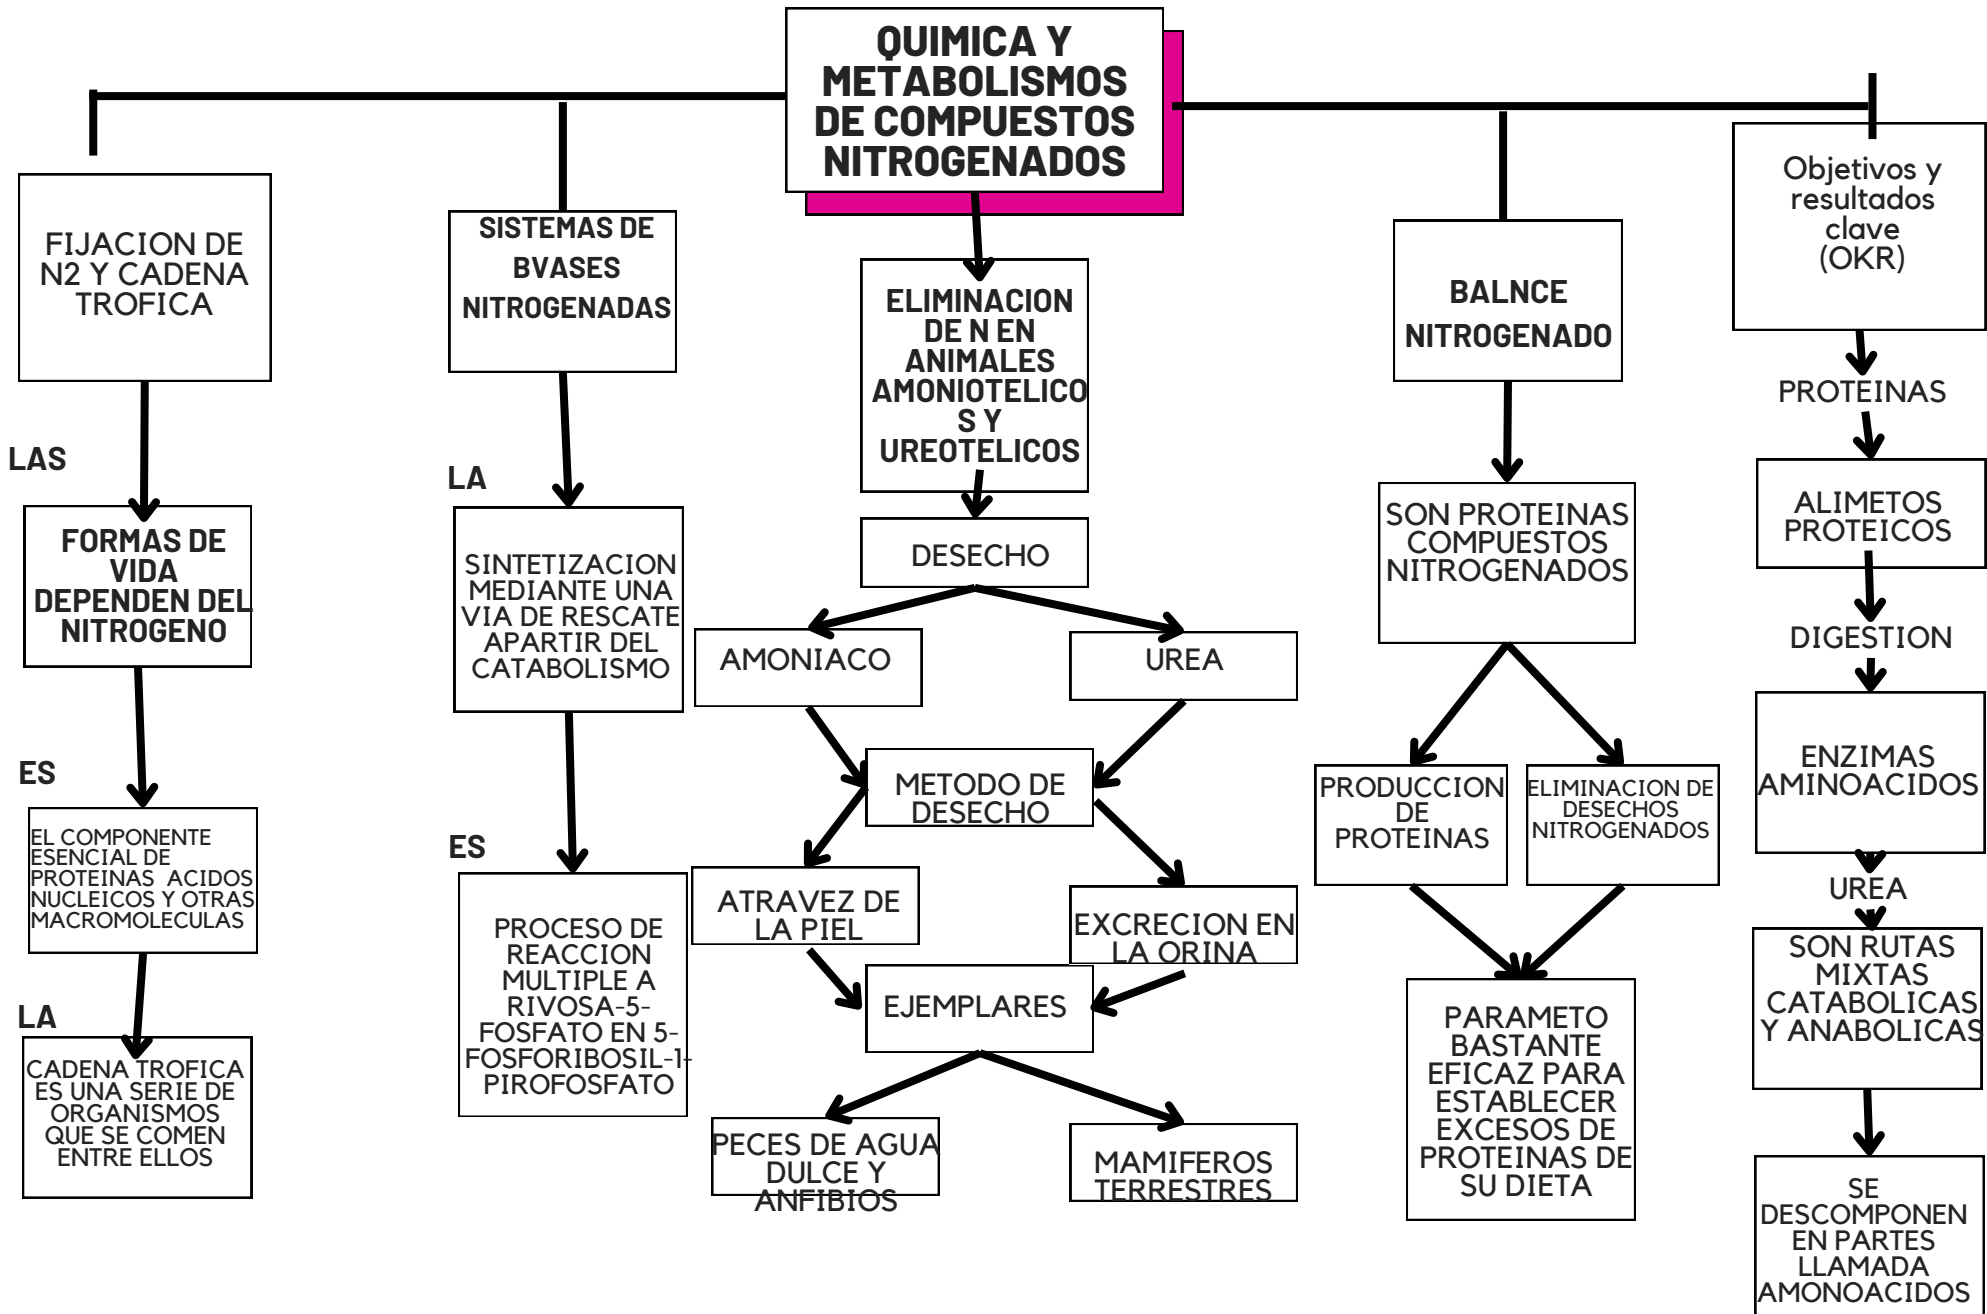 QUIMICA Y
METABOLISMOS
DE COMPUESTOS
NITROGENADOS
FIJACION DE
N2 Y CADENA
TROFICA
LAS
FORMAS DE
VIDA
DEPENDEN DEL
NITROGENO
ES
EL COMPONENTE
ESENCIAL DE
PROTEINAS ACIDOS
NUCLEICOS Y OTRAS
MACROMOLECULAS
LA
CADENA TROFICA
ES UNA SERIE DE
ORGANISMOS
QUE SE COMEN
ENTRE ELLOS
SISTEMAS DE
BVASES
NITROGENADAS
LA
SINTETIZACION
MEDIANTE UNA
VIA DE RESCATE
APARTIR DEL
CATABOLISMO
ES
PROCESO DE
REACCION
MULTIPLE A
RIVOSA-5-
FOSFATO EN 5-
FOSFORIBOSIL-1-
PIROFOSFATO
ELIMINACION
DE N EN
ANIMALES
AMONIOTELICO
S Y
UREOTELICOS
DESECHO
AMONIACO
UREA
METODO DE
DESECHO
ATRAVEZ DE
LA PIEL
EXCRECION EN
LA ORINA
EJEMPLARES
PECES DE AGUA
DULCE Y
ANFIBIOS
MAMIFEROS
TERRESTRES
BALNCE
NITROGENADO
SON PROTEINAS
COMPUESTOS
NITROGENADOS
PRODUCCION
DE
PROTEINAS
ELIMINACION DE
DESECHOS
NITROGENADOS
PARAMETO
BASTANTE
EFICAZ PARA
ESTABLECER
EXCESOS DE
PROTEINAS DE
SU DIETA
Objetivos y
resultados
clave
(OKR)
PROTEINAS
ALIMETOS
PROTEICOS
DIGESTION
ENZIMAS
AMINOACIDOS
UREA
SON RUTAS
MIXTAS
CATABOLICAS
Y ANABOLICAS
SE
DESCOMPONEN
EN PARTES
LLAMADA
AMONOACIDOS